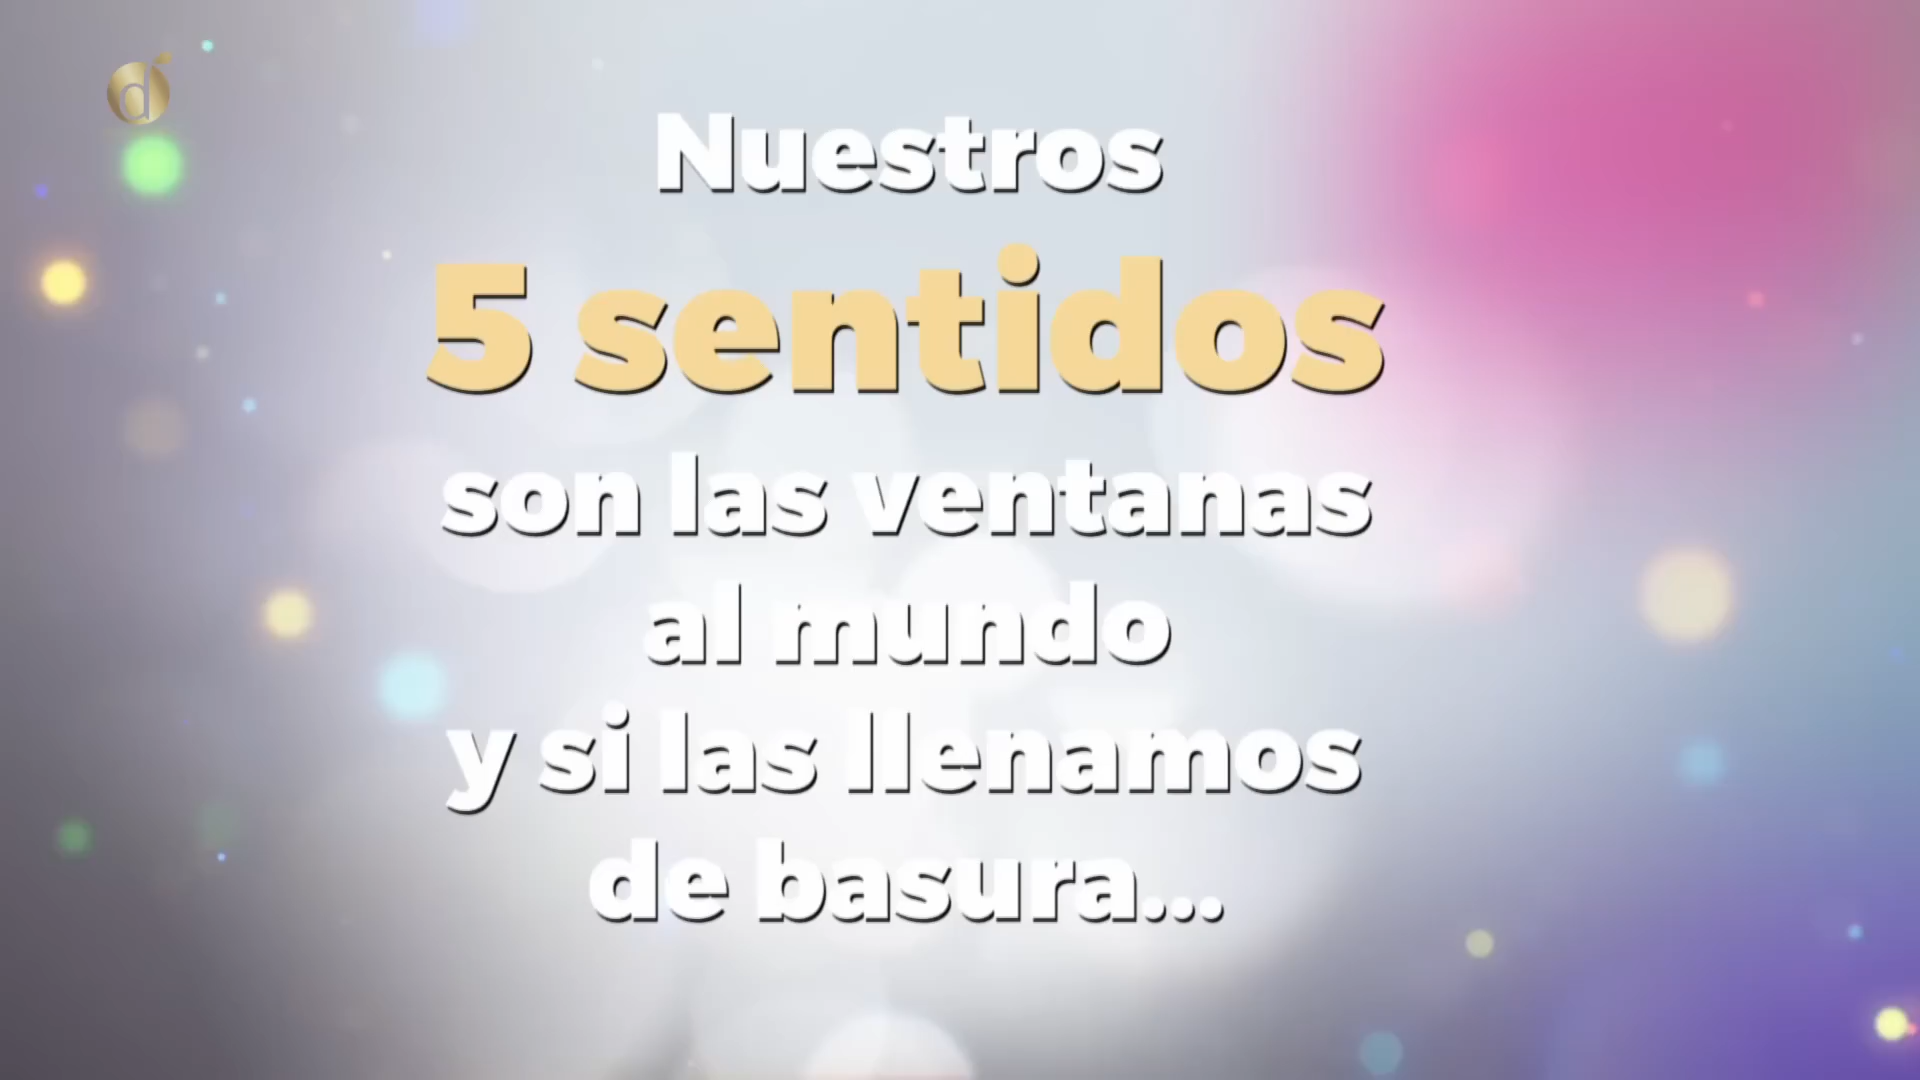 d
Nuestros
5 sentidos
son las ventanas
al mundo
y si las llenamos
de basura...